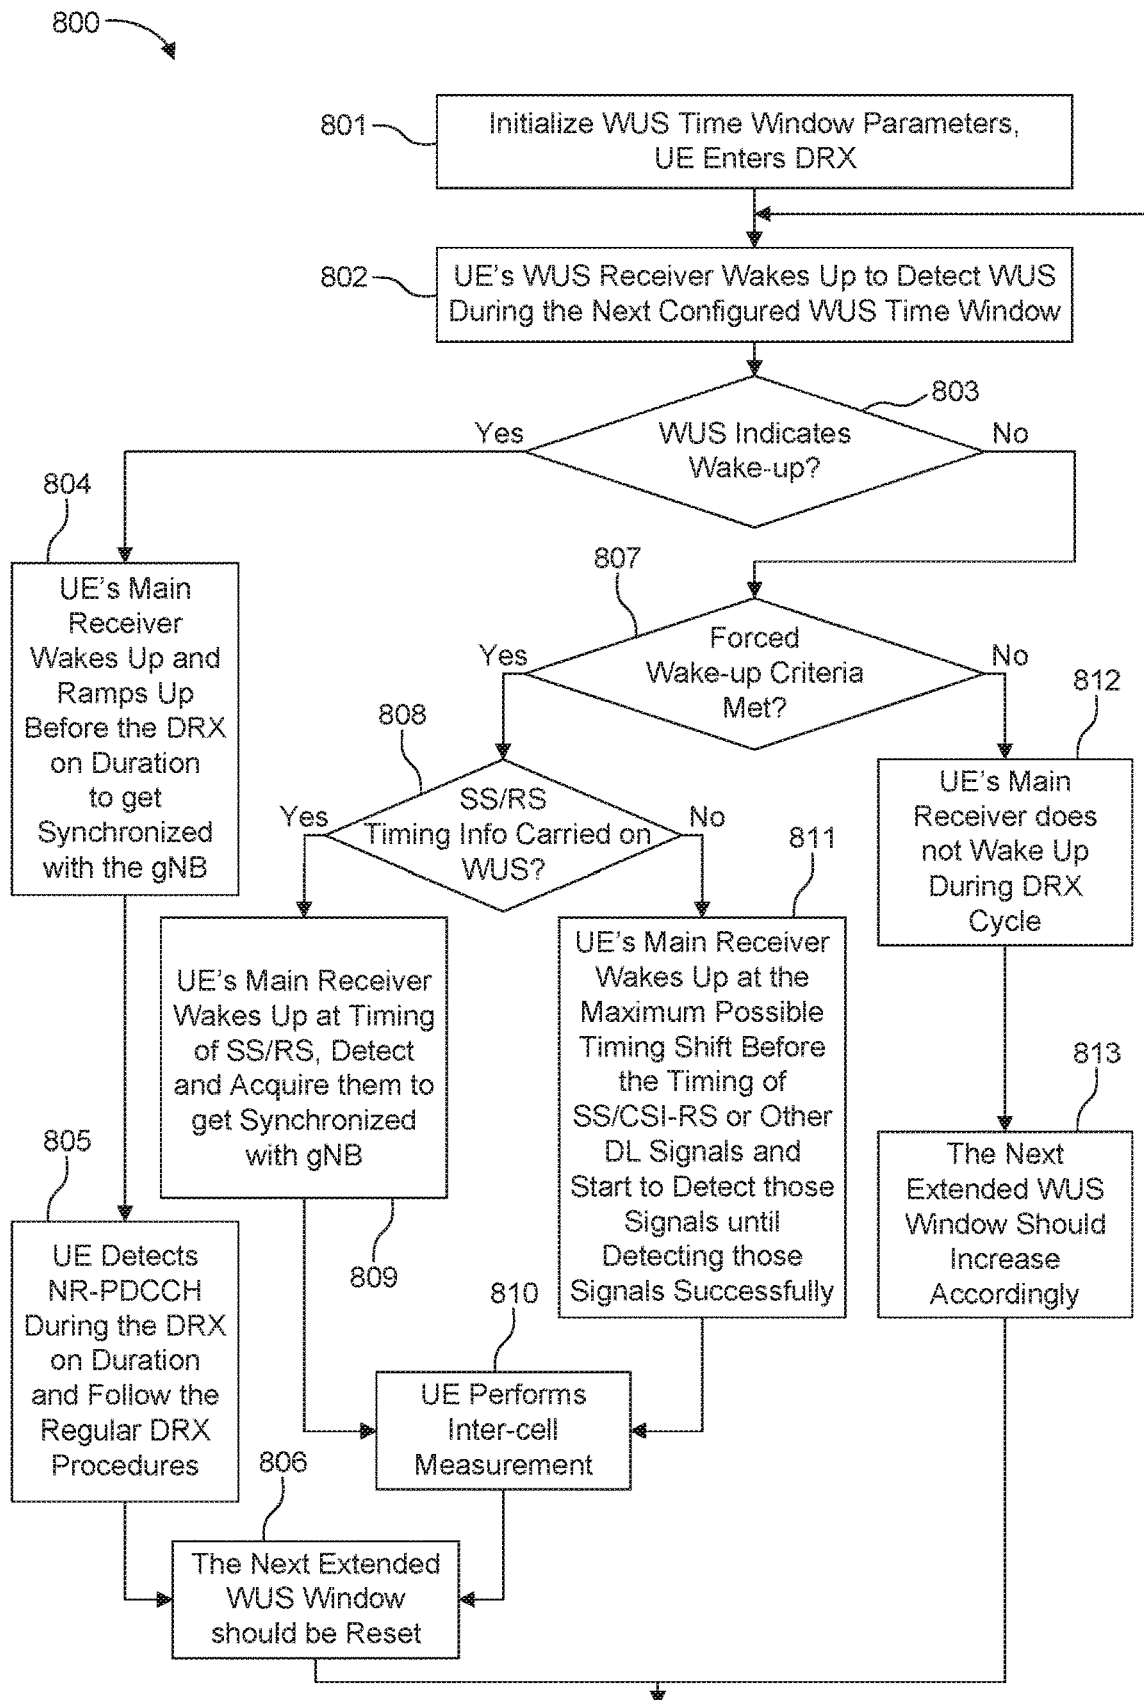 800
801
Initialize WUS Time Window Parameters,
UE Enters DRX
802
UE's WUS Receiver Wakes Up to Detect WUS
During the Next Configured WUS Time Window
803
WUS Indicates
Wake-up?
Yes
No
804
UE's Main
Receiver
Wakes Up and
Ramps Up
Before the DRX
on Duration
to get
Synchronized
with the gNB
805
UE Detects
NR-PDCCH
During the DRX
on Duration
and Follow the
Regular DRX
Procedures
807
Forced
Wake-up Criteria
Met?
Yes
No
808
SS/RS
Timing Info Carried on
WUS?
Yes
No
UE's Main Receiver
Wakes Up at Timing
of SS/RS, Detect
and Acquire them to
get Synchronized
with gNB
809
811
UE's Main Receiver
Wakes Up at the
Maximum Possible
Timing Shift Before
the Timing of
SS/CSI-RS or Other
DL Signals and
Start to Detect those
Signals until
Detecting those
Signals Successfully
810
UE Performs
Inter-cell
Measurement
806
The Next Extended
WUS Window
should be Reset
812
UE's Main
Receiver does
not Wake Up
During DRX
Cycle
813
The Next
Extended WUS
Window Should
Increase
Accordingly